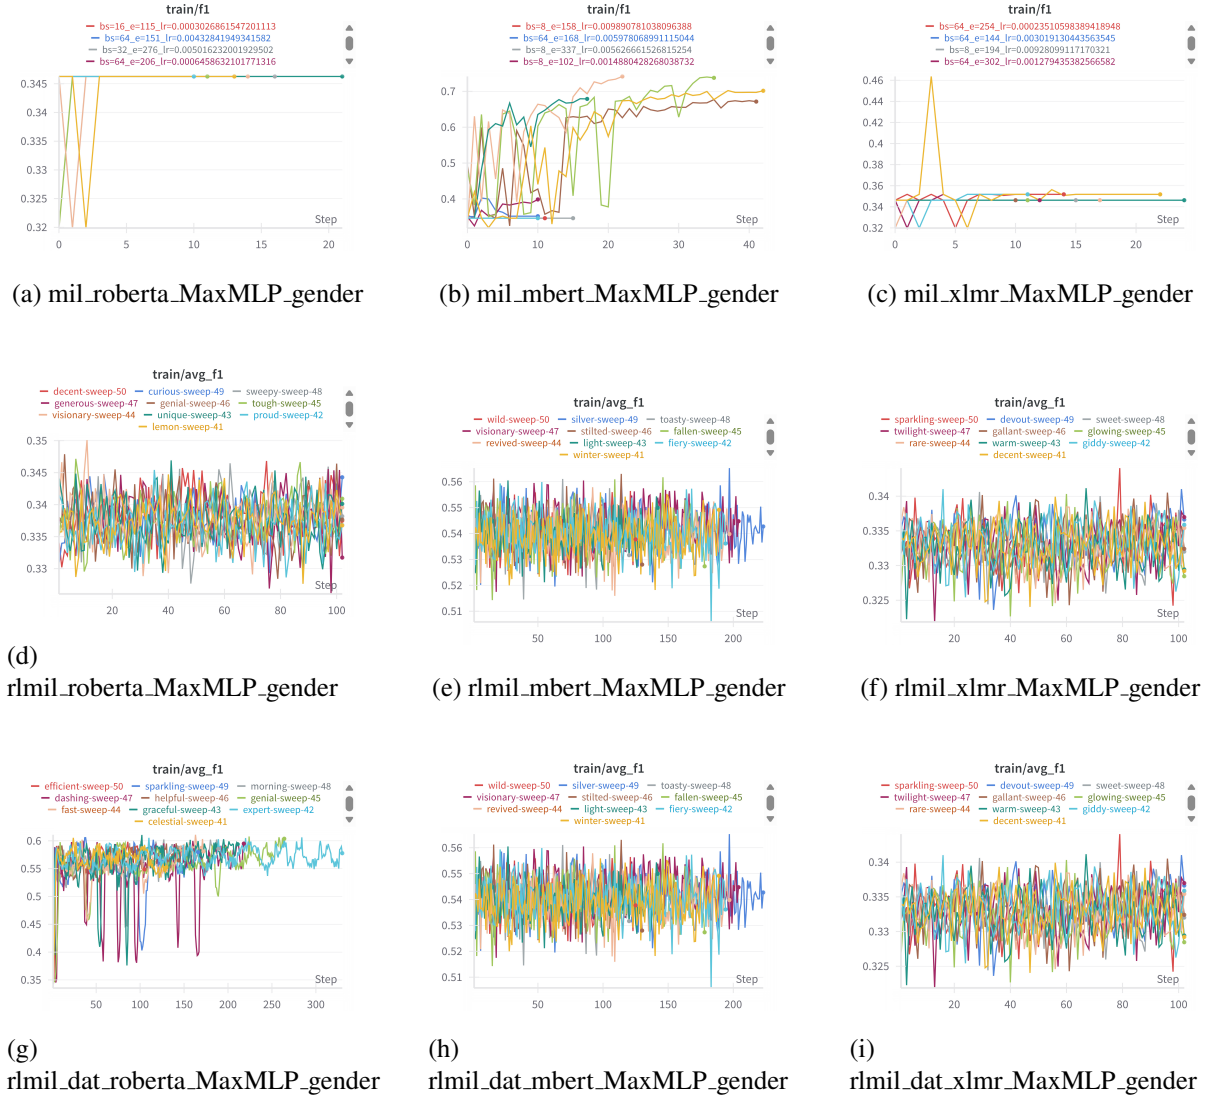 train/f1
bs=16_e=115_lr=0.0003026861547201113
bs=64_e=151_lr=0.00432841949341582
bs=32_e=276_lr=0.005016232001929502
bs=64_e=206_lr=0.0006458632101771316
0.345
0.34
0.335
0.33
0.325
0.32
Step
0 5 10 15 20
(a) mil_roberta_MaxMLP_gender
train/f1
bs=8_e=158_lr=0.009890781038096388
bs=64_e=168_lr=0.005978068991115044
bs=8_e=337_lr=0.005626661526815254
bs=8_e=102_lr=0.0014880428268038732
0.7
0.6
0.5
0.4
Step
0 10 20 30 40
(b) mil_mbert_MaxMLP_gender
train/f1
bs=64_e=254_lr=0.00023510598389418948
bs=64_e=144_lr=0.003019130443563545
bs=8_e=194_lr=0.00928099117170321
bs=64_e=302_lr=0.001279435382566582
0.46
0.44
0.42
0.4
0.38
0.36
0.34
0.32
Step
0 5 10 15 20
(c) mil_xlmr_MaxMLP_gender
train/avg_f1
decent-sweep-50 curious-sweep-49 sweepy-sweep-48
generous-sweep-47 genial-sweep-46 tough-sweep-45
visionary-sweep-44 unique-sweep-43 proud-sweep-42
lemon-sweep-41
0.35
0.345
0.34
0.335
0.33
Step
20 40 60 80 100
(d)
rlmil_roberta_MaxMLP_gender
train/avg_f1
wild-sweep-50 silver-sweep-49 toasty-sweep-48
visionary-sweep-47 stilted-sweep-46 fallen-sweep-45
revived-sweep-44 light-sweep-43 fiery-sweep-42
winter-sweep-41
0.56
0.55
0.54
0.53
0.52
0.51
Step
50 100 150 200
(e) rlmil_mbert_MaxMLP_gender
train/avg_f1
sparkling-sweep-50 devout-sweep-49 sweet-sweep-48
twilight-sweep-47 gallant-sweep-46 glowing-sweep-45
rare-sweep-44 warm-sweep-43 giddy-sweep-42
decent-sweep-41
0.34
0.335
0.33
0.325
Step
20 40 60 80 100
(f) rlmil_xlmr_MaxMLP_gender
train/avg_f1
efficient-sweep-50 sparkling-sweep-49 morning-sweep-48
dashing-sweep-47 helpful-sweep-46 genial-sweep-45
fast-sweep-44 graceful-sweep-43 expert-sweep-42
celestial-sweep-41
0.6
0.55
0.5
0.45
0.4
0.35
Step
50 100 150 200 250 300
(g)
rlmil_dat_roberta_MaxMLP_gender
train/avg_f1
wild-sweep-50 silver-sweep-49 toasty-sweep-48
visionary-sweep-47 stilted-sweep-46 fallen-sweep-45
revived-sweep-44 light-sweep-43 fiery-sweep-42
winter-sweep-41
0.56
0.55
0.54
0.53
0.52
0.51
Step
50 100 150 200
(h)
rlmil_dat_mbert_MaxMLP_gender
train/avg_f1
sparkling-sweep-50 devout-sweep-49 sweet-sweep-48
twilight-sweep-47 gallant-sweep-46 glowing-sweep-45
rare-sweep-44 warm-sweep-43 giddy-sweep-42
decent-sweep-41
0.34
0.335
0.33
0.325
Step
20 40 60 80 100
(i)
rlmil_dat_xlmr_MaxMLP_gender